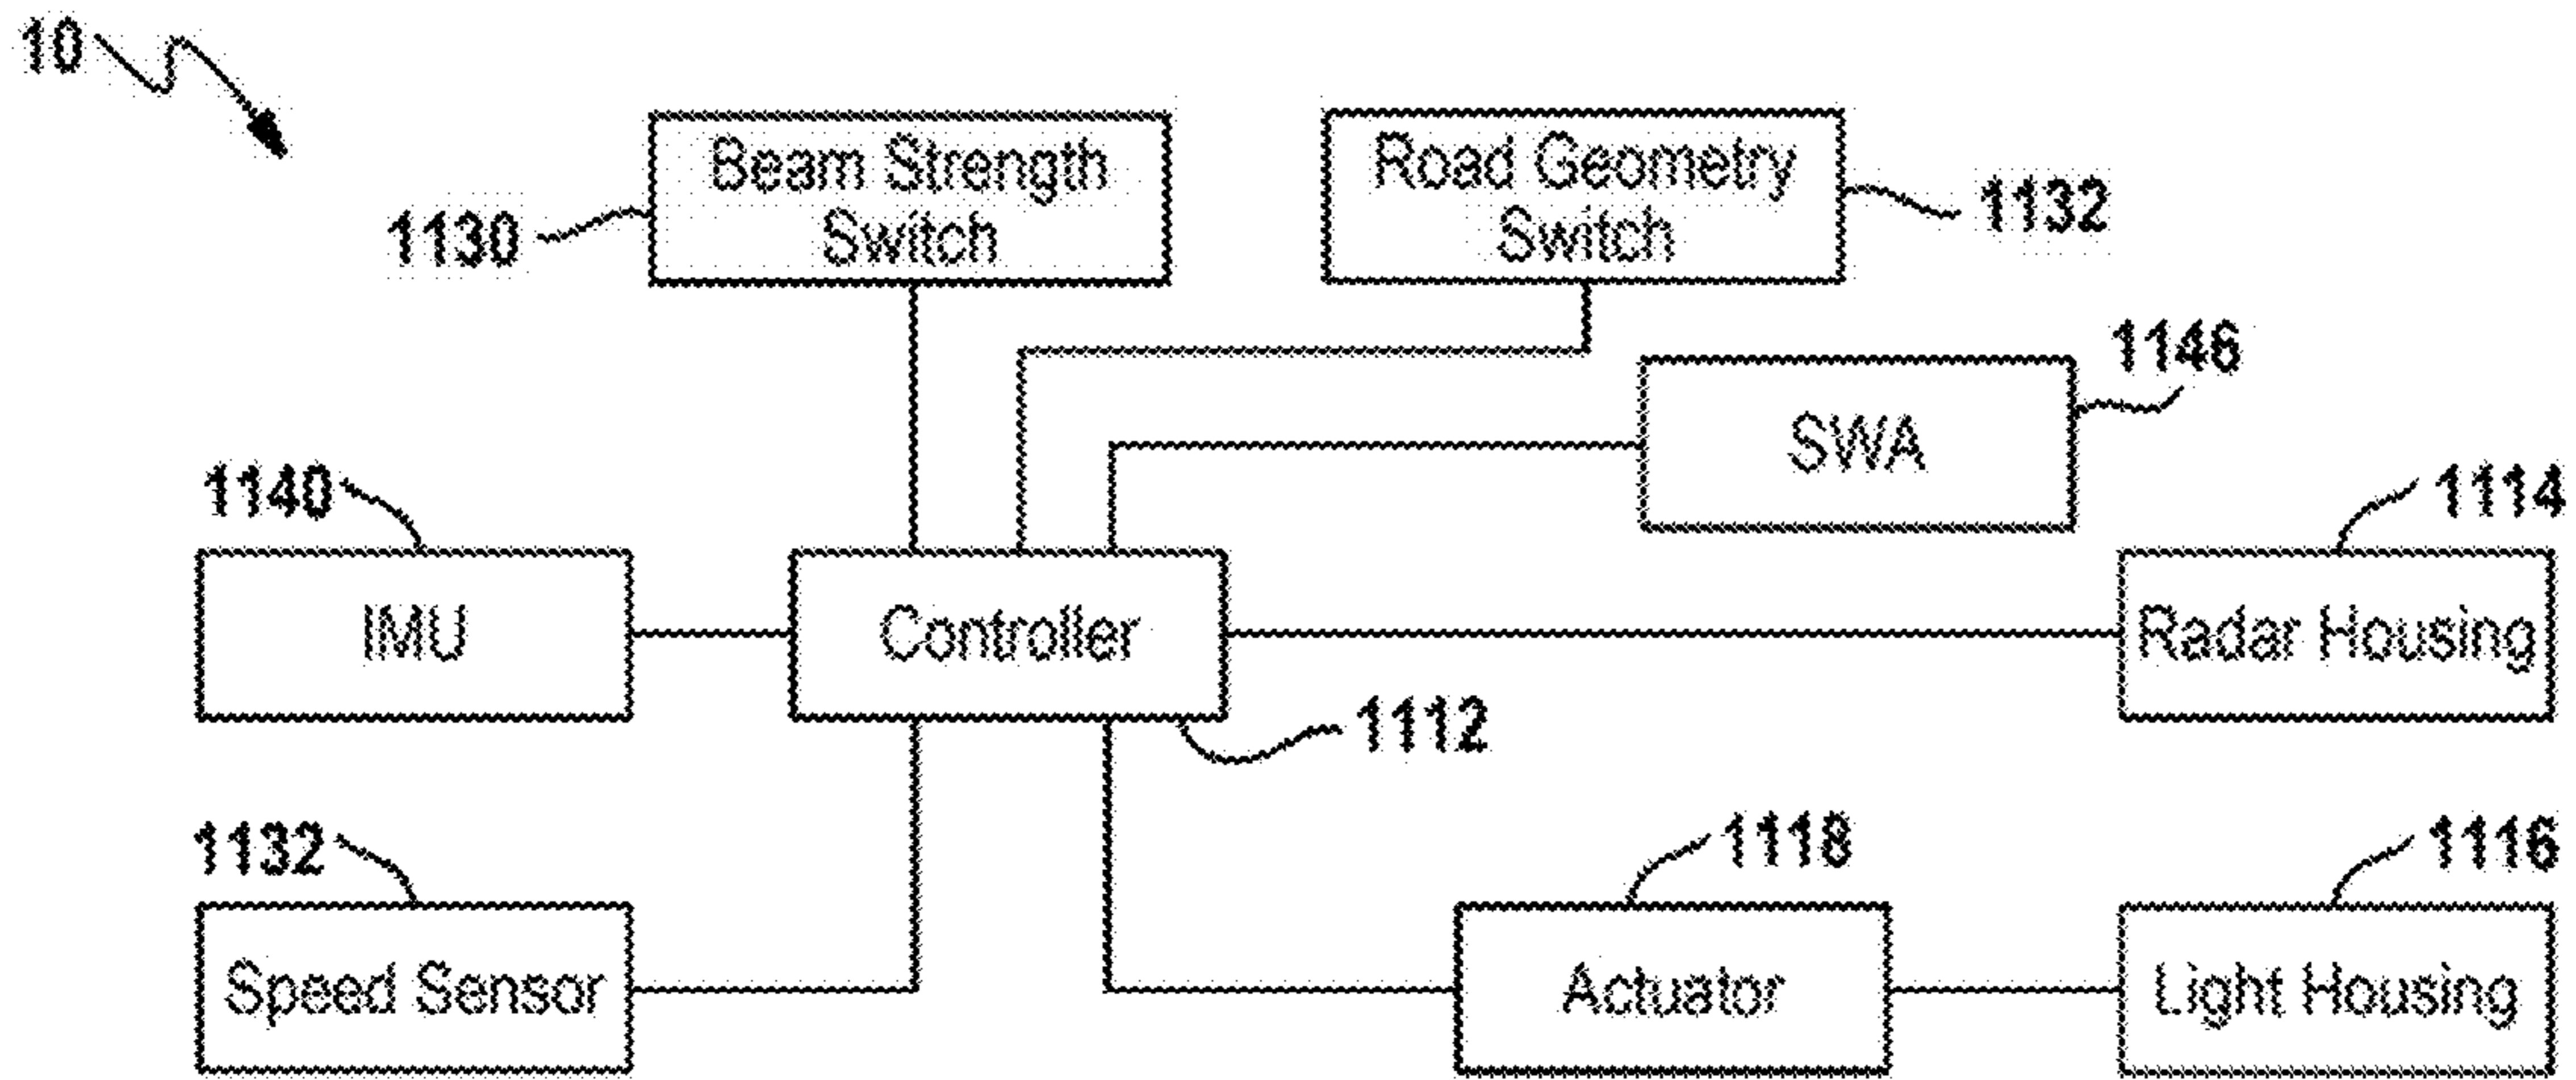 10
Beam Strength
Switch
1130
Road Geometry
Switch
1132
SWA
1146
1140
IMU
Controller
1112
1114
Radar Housing
1132
Speed Sensor
1118
Actuator
1116
Light Housing